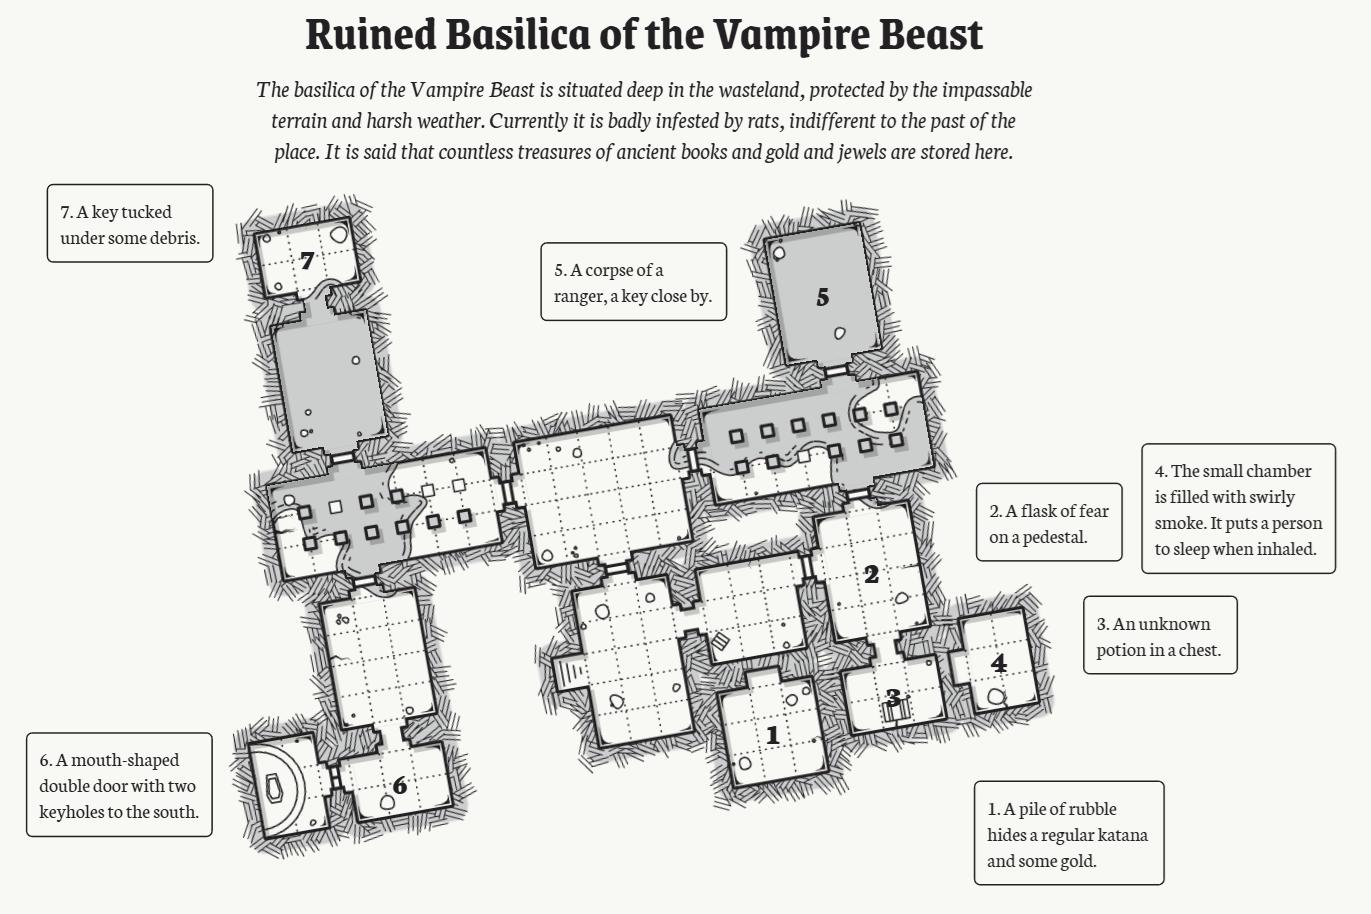 Ruined Basilica of the Vampire Beast
The basilica of the Vampire Beast is situated deep in the wasteland, protected by the impassable
terrain and harsh weather. Currently it is badly infested by rats, indifferent to the past of the
place. It is said that countless treasures of ancient books and gold and jewels are stored here.
7. A key tucked
under some debris.
5. A corpse of a
ranger, a key close by.
7
5
4. The small chamber
is filled with swirly
smoke. It puts a person
to sleep when inhaled.
2. A flask of fear
on a pedestal.
2
3. An unknown
potion in a chest.
4
3
1
6. A mouth-shaped
double door with two
keyholes to the south.
6
1. A pile of rubble
hides a regular katana
and some gold.